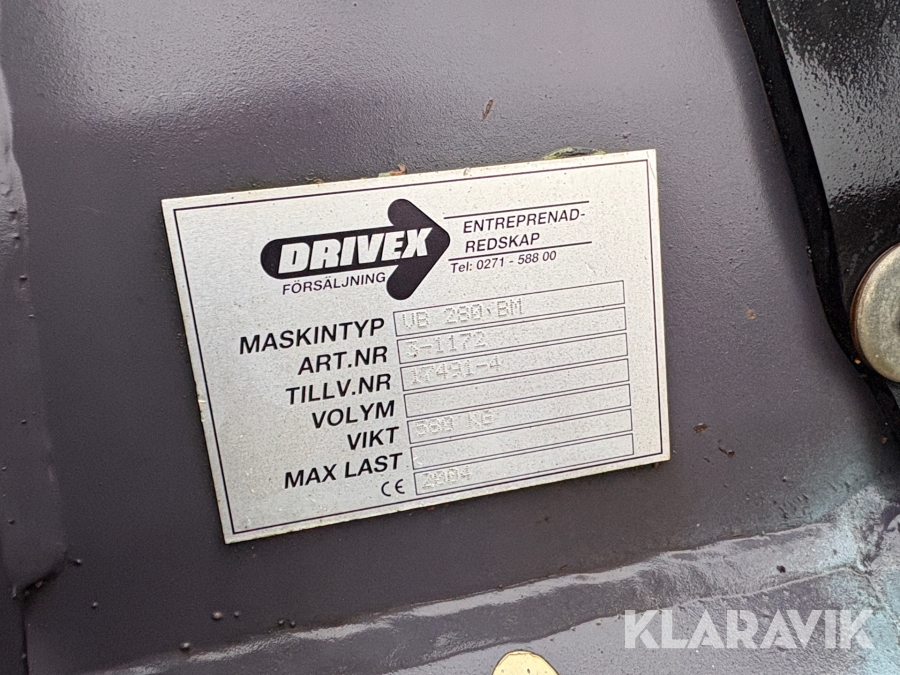 DRIVEX
FÖRSÄLJNING
ENTREPRENAD-
REDSKAP
Tel: 0271 - 588 00
MASKINTYP VB 280 BM
ART.NR 3-1172
TILLV.NR 17491-4
VOLYM
VIKT 580 KG
MAX LAST
CE 2004
KLARAVIK